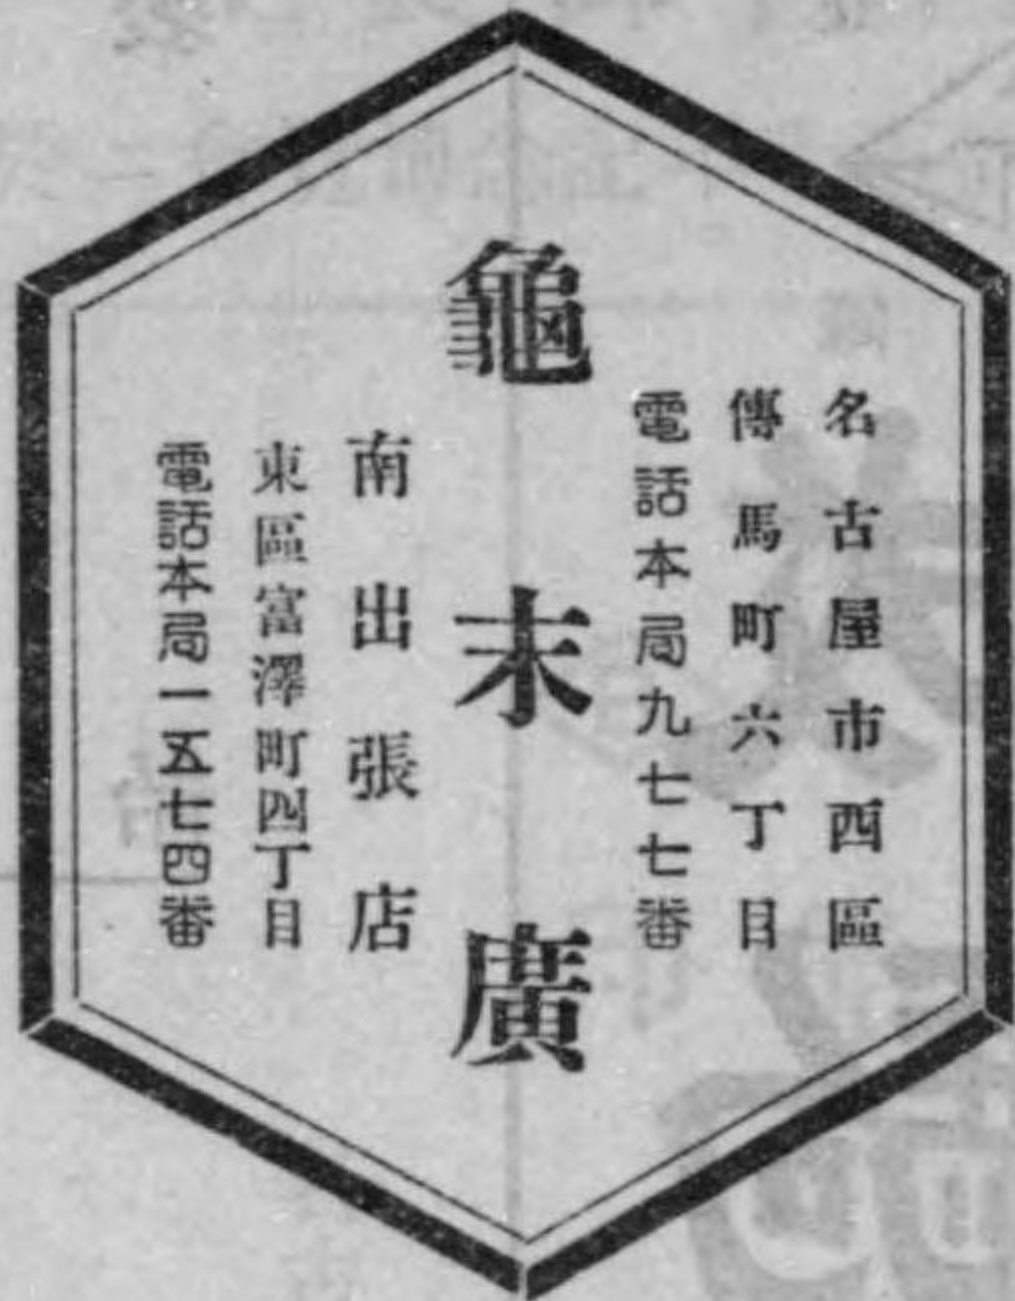 名古屋市西區
傳馬町六丁目
電話本局九七七番
龜末廣
南出張店
東區富澤町四丁目
電話本局一五七四番